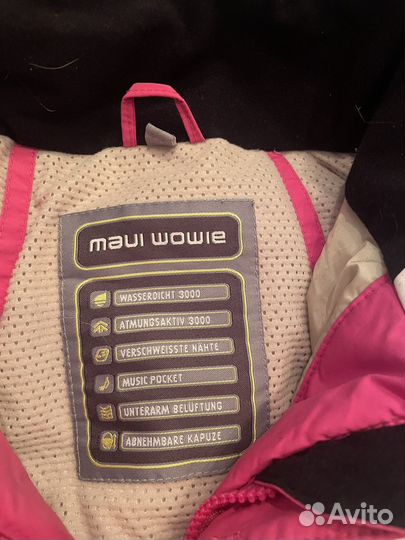 maui wowie
WASSERDICHT 3000
ATMUNGSAKTIV 3000
VERSCHWEISSTE NÄHTE
MUSIC POCKET
UNTERARM BELÜFTUNG
ABNEHMBARE KAPUZE
Avito